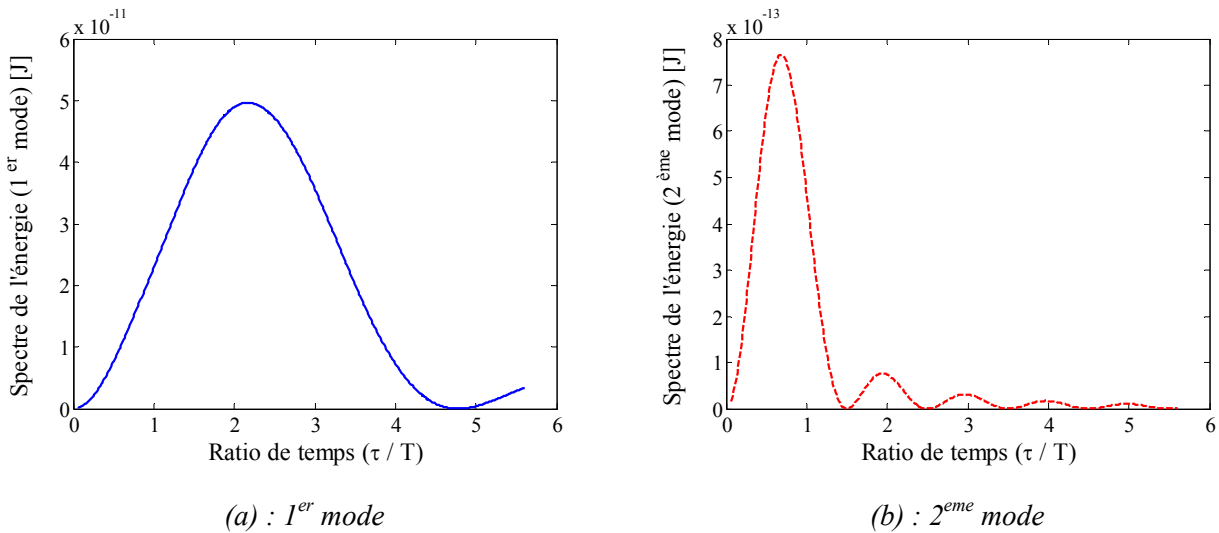 x 10^-11
6
5
4
3
2
1
0
0 1 2 3 4 5 6
Spectre de l'énergie (1^er mode) [J]
Ratio de temps (τ / T)
(a) : 1^er mode
x 10^-13
8
7
6
5
4
3
2
1
0
0 1 2 3 4 5 6
Spectre de l'énergie (2^ème mode) [J]
Ratio de temps (τ / T)
(b) : 2^eme mode